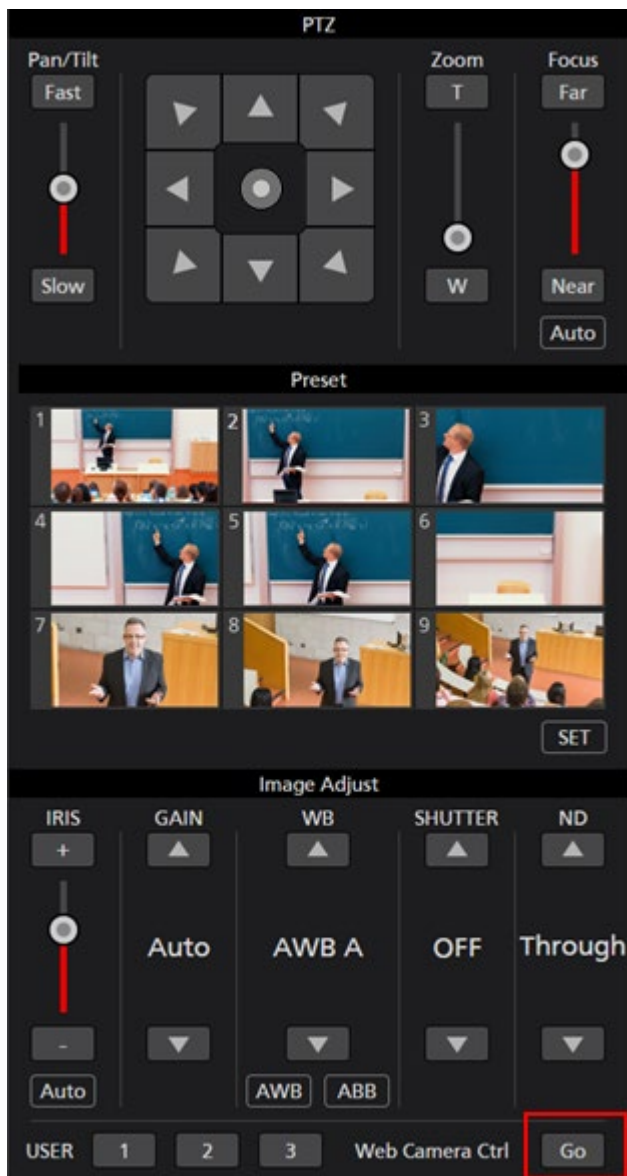 PTZ
Pan/Tilt Zoom Focus
Fast T Far
Slow W Near
Auto
Preset
1 2 3
4 5 6
7 8 9
SET
Image Adjust
IRIS GAIN WB SHUTTER ND
+
Auto AWB A OFF Through
-
Auto AWB ABB
USER 1 2 3 Web Camera Ctrl Go